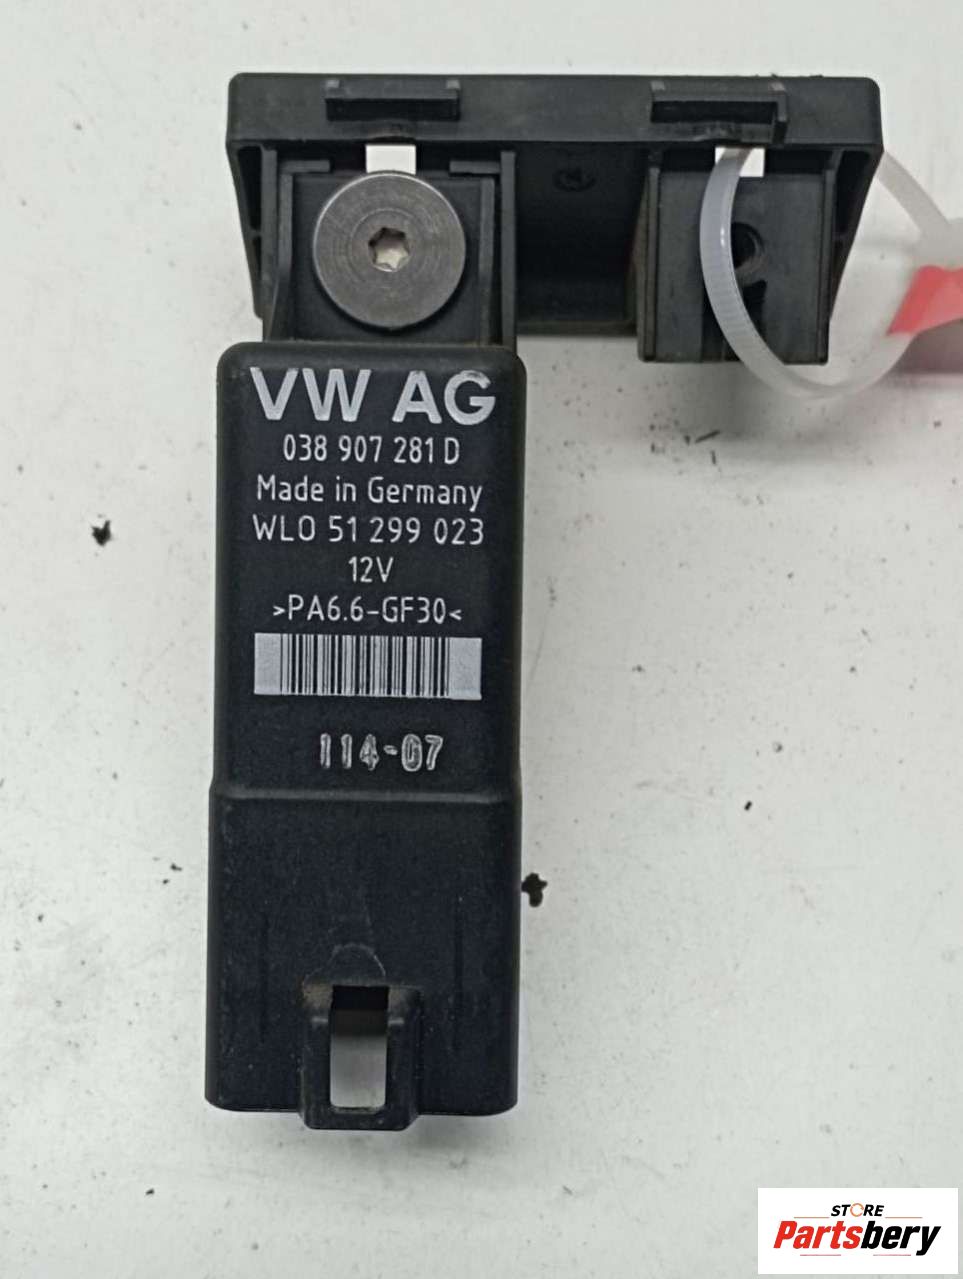 VW AG
038 907 281 D
Made in Germany
WLO 51 299 023
12V
>PA6.6-GF30<
114-07
STORE
Partsbery